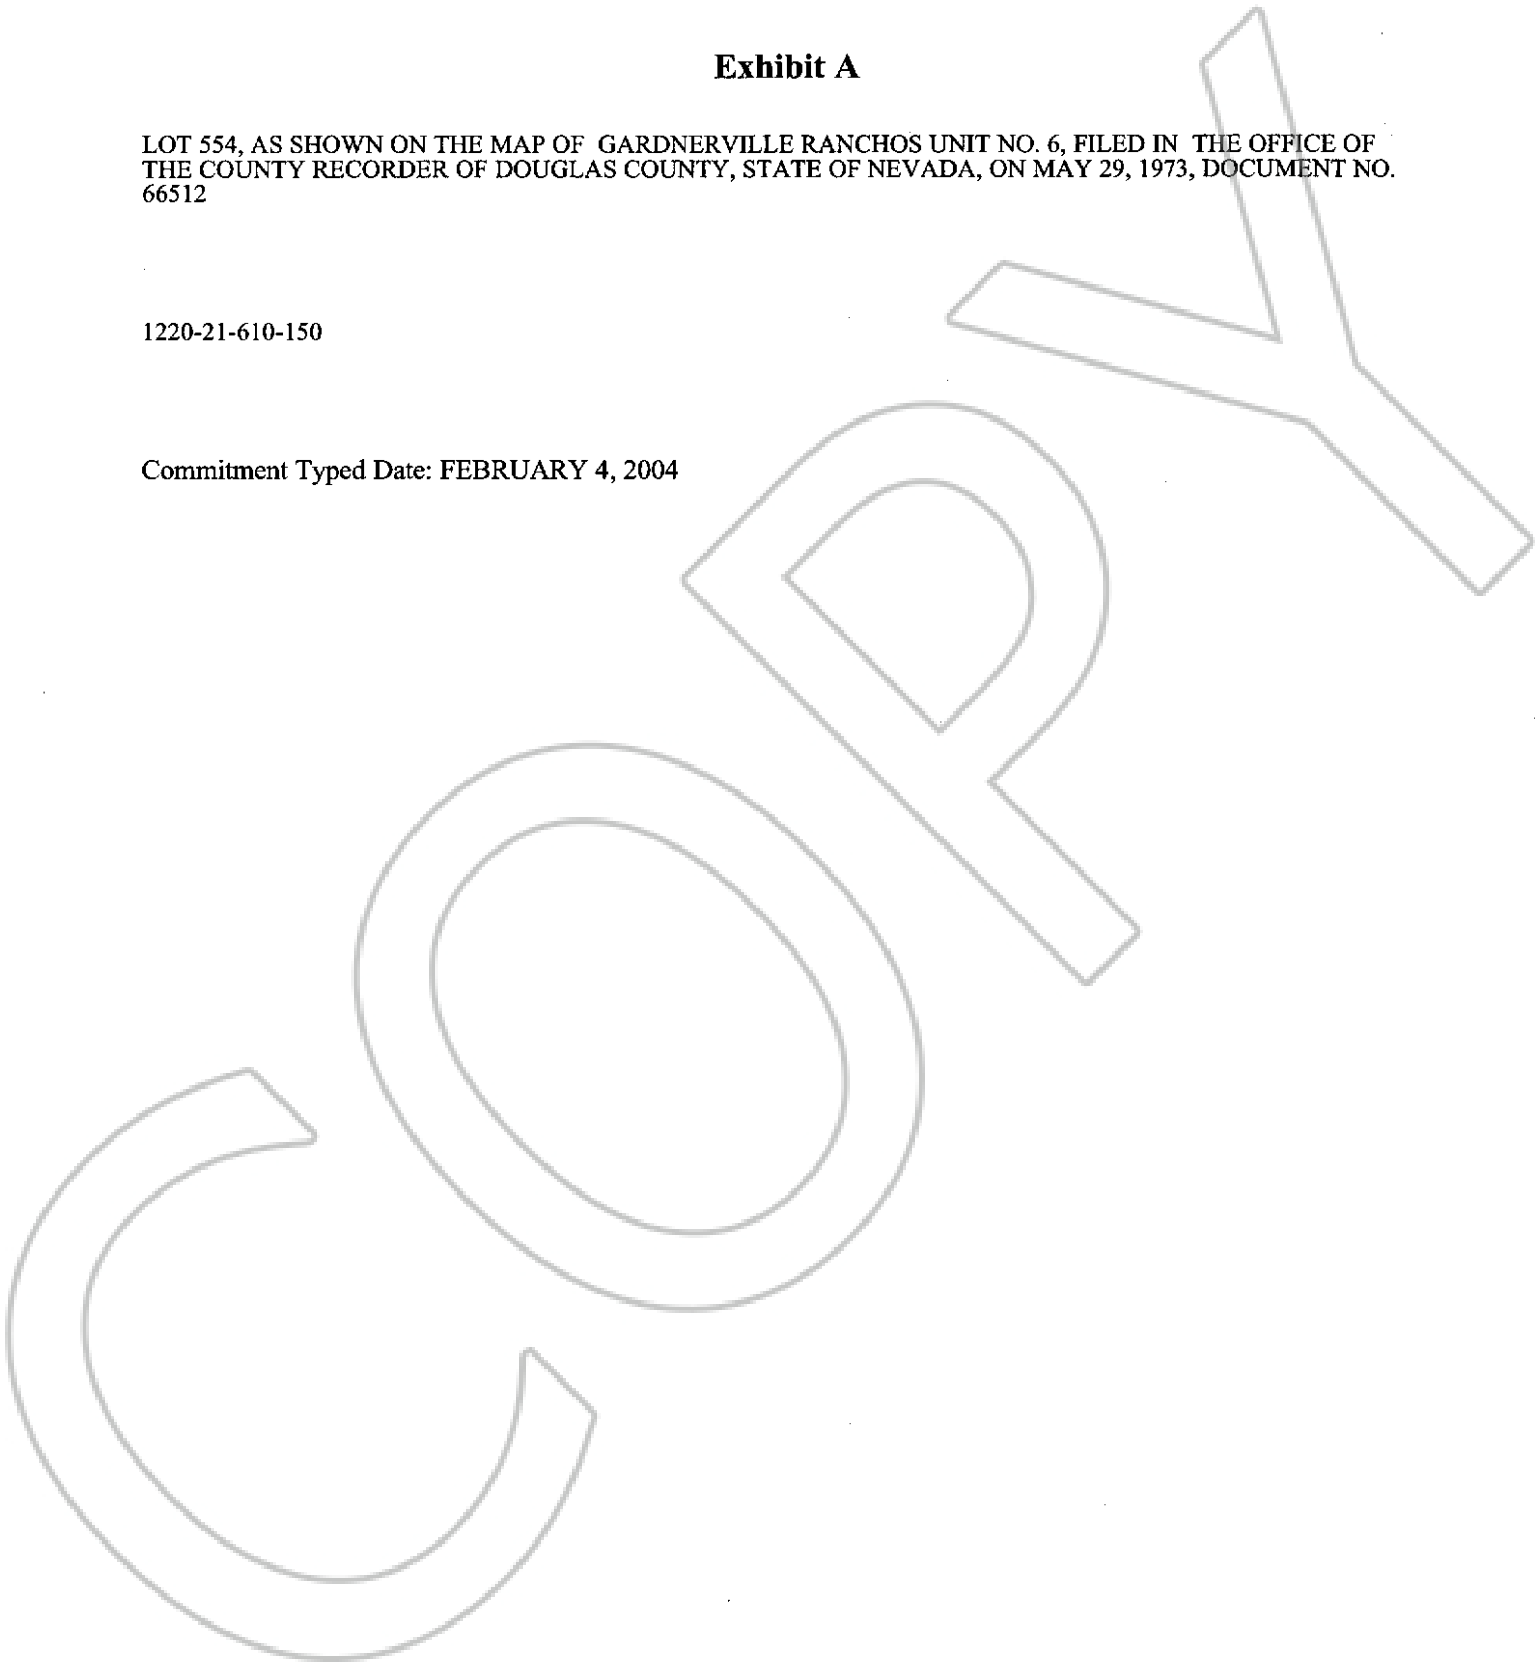 Exhibit A
LOT 554, AS SHOWN ON THE MAP OF GARDNERVILLE RANCHOS UNIT NO. 6, FILED IN THE OFFICE OF
THE COUNTY RECORDER OF DOUGLAS COUNTY, STATE OF NEVADA, ON MAY 29, 1973, DOCUMENT NO.
66512
1220-21-610-150
Commitment Typed Date: FEBRUARY 4, 2004
COPY